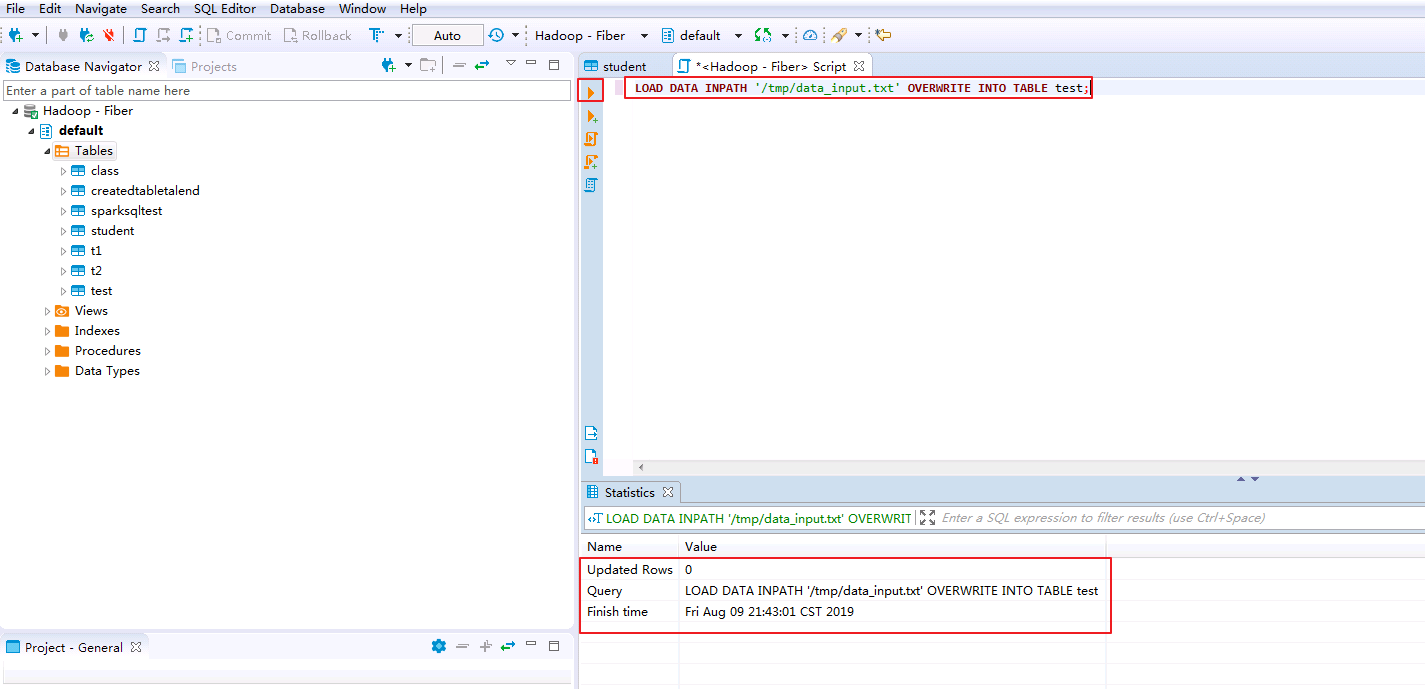 File Edit Navigate Search SQL Editor Database Window Help
Commit Rollback Auto Hadoop - Fiber default
Database Navigator Projects
Enter a part of table name here
Hadoop - Fiber
default
Tables
class
createdtabletalend
sparksqltest
student
t1
t2
test
Views
Indexes
Procedures
Data Types
Project - General
student *<Hadoop - Fiber> Script
LOAD DATA INPATH '/tmp/data_input.txt' OVERWRITE INTO TABLE test;
Statistics
LOAD DATA INPATH '/tmp/data_input.txt' OVERWRIT Enter a SQL expression to filter results (use Ctrl+Space)
Name Value
Updated Rows 0
Query LOAD DATA INPATH '/tmp/data_input.txt' OVERWRITE INTO TABLE test
Finish time Fri Aug 09 21:43:01 CST 2019